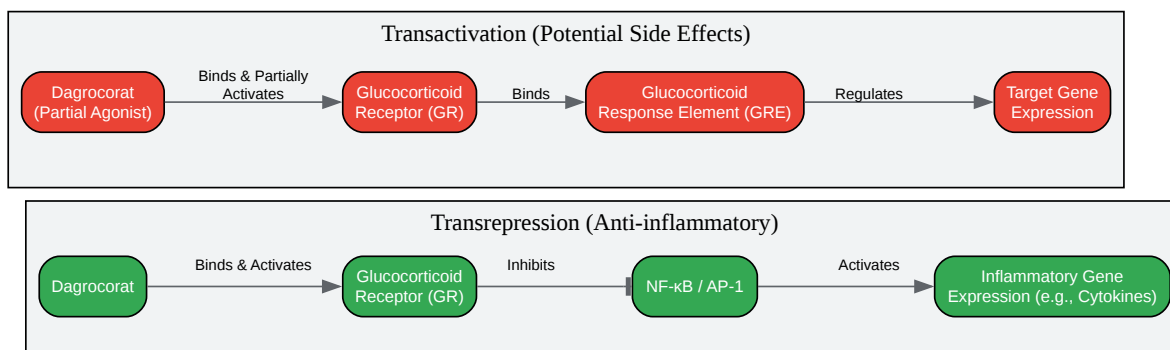 Transactivation (Potential Side Effects)
Dagrocorat
(Partial Agonist)
Binds & Partially
Activates
Glucocorticoid
Receptor (GR)
Binds
Glucocorticoid
Response Element (GRE)
Regulates
Target Gene
Expression
Transrepression (Anti-inflammatory)
Dagrocorat
Binds & Activates
Glucocorticoid
Receptor (GR)
Inhibits
NF-κB / AP-1
Activates
Inflammatory Gene
Expression (e.g., Cytokines)